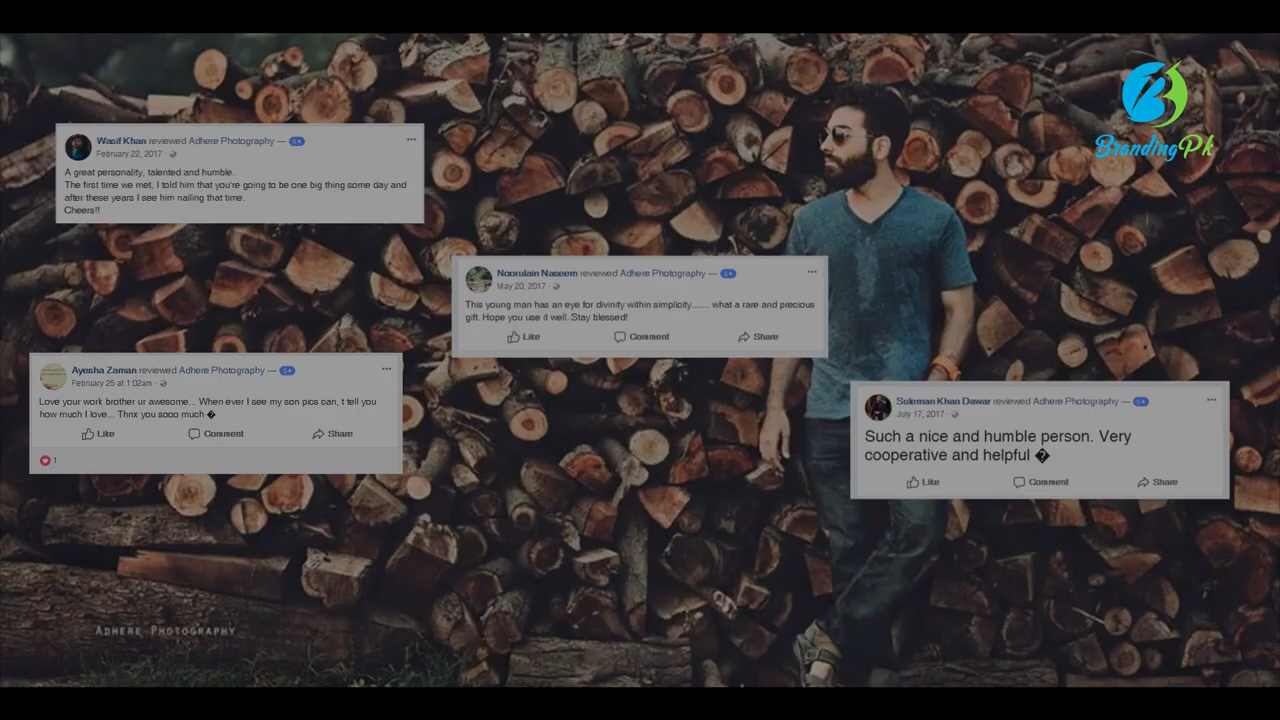 BrandingPk
Wasif Khan reviewed Adhere Photography — 5★
February 22, 2017 ·
A great personality, talented and humble.
The first time we met, I told him that you're going to be one big thing some day and
after these years I see him nailing that time.
Cheers!!
Noorulain Naseem reviewed Adhere Photography — 5★
May 20, 2017 ·
This young man has an eye for divinity within simplicity....... what a rare and precious
gift. Hope you use it well. Stay blessed!
Like Comment Share
Ayesha Zaman reviewed Adhere Photography — 5★
February 25 at 1:02am ·
Love your work brother ur awesome... When ever I see my son pics can, t tell you
how much I love... Thnx you sooo much �
Like Comment Share
1
Suleman Khan Dawar reviewed Adhere Photography — 5★
July 17, 2017 ·
Such a nice and humble person. Very
cooperative and helpful �
Like Comment Share
ADHERE PHOTOGRAPHY